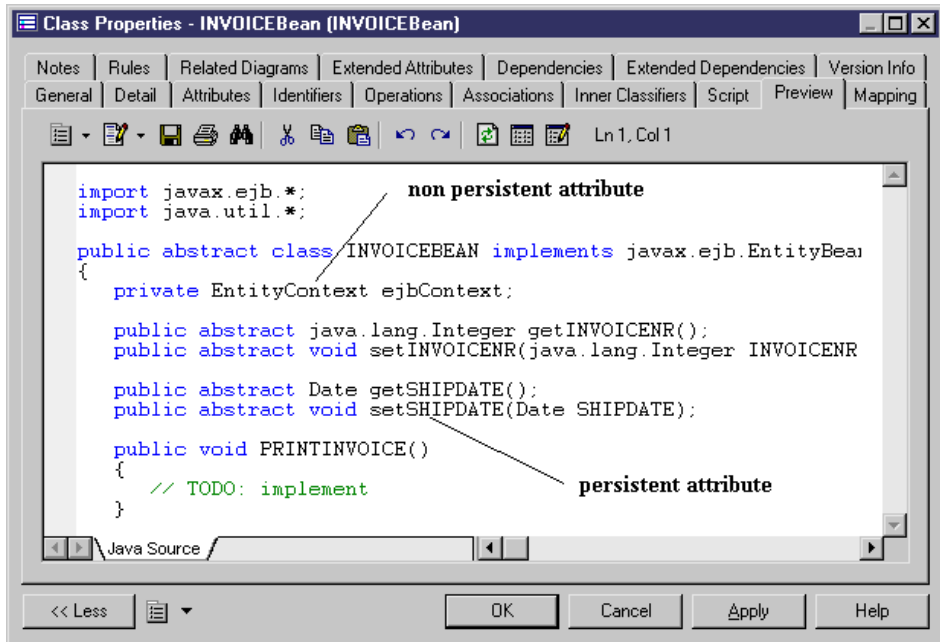 Class Properties - INVOICEBean (INVOICEBean)
Notes Rules Related Diagrams Extended Attributes Dependencies Extended Dependencies Version Info
General Detail Attributes Identifiers Operations Associations Inner Classifiers Script Preview Mapping
Ln 1, Col 1
non persistent attribute
import javax.ejb.*;
import java.util.*;
public abstract class INVOICEBEAN implements javax.ejb.EntityBean
{
private EntityContext ejbContext;
public abstract java.lang.Integer getINVOICENR();
public abstract void setINVOICENR(java.lang.Integer INVOICENR
public abstract Date getSHIPDATE();
public abstract void setSHIPDATE(Date SHIPDATE);
public void PRINTINVOICE()
{
// TODO: implement
}
persistent attribute
Java Source
<< Less OK Cancel Apply Help